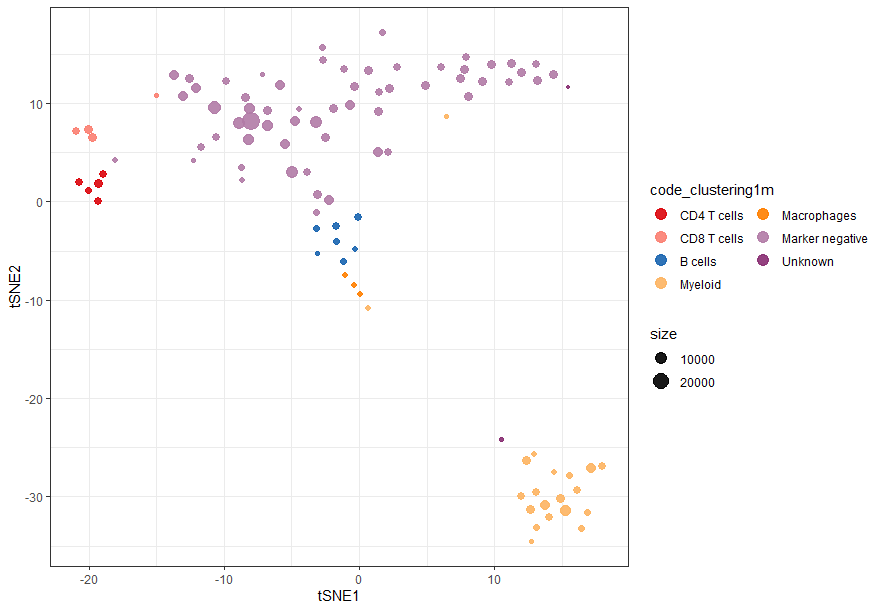 10
0
-10
-20
-30
tSNE2
-20
-10
0
10
tSNE1
code_clustering1m
CD4 T cells
Macrophages
CD8 T cells
Marker negative
B cells
Unknown
Myeloid
size
10000
20000